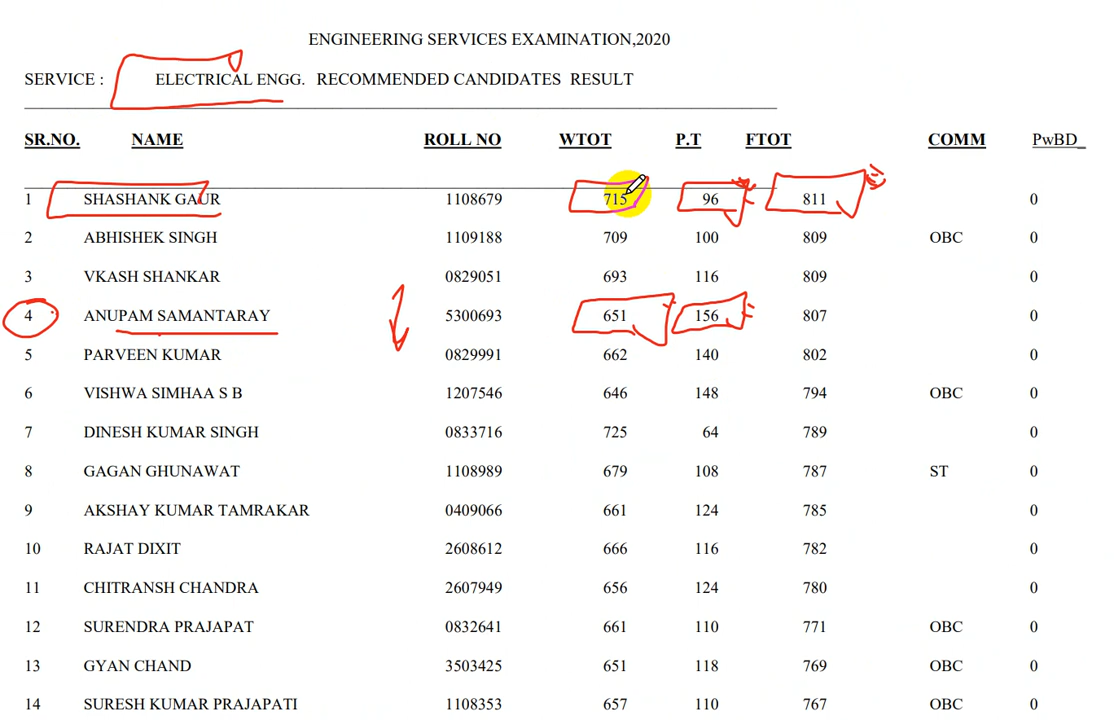 ENGINEERING SERVICES EXAMINATION,2020
SERVICE : ELECTRICAL ENGG. RECOMMENDED CANDIDATES RESULT
SR.NO. NAME ROLL NO WTOT P.T FTOT COMM PwBD_
1 SHASHANK GAUR 1108679 715 96 811 0
2 ABHISHEK SINGH 1109188 709 100 809 OBC 0
3 VKASH SHANKAR 0829051 693 116 809 0
4 ANUPAM SAMANTARAY 5300693 651 156 807 0
5 PARVEEN KUMAR 0829991 662 140 802 0
6 VISHWA SIMHAA S B 1207546 646 148 794 OBC 0
7 DINESH KUMAR SINGH 0833716 725 64 789 0
8 GAGAN GHUNAWAT 1108989 679 108 787 ST 0
9 AKSHAY KUMAR TAMRAKAR 0409066 661 124 785 0
10 RAJAT DIXIT 2608612 666 116 782 0
11 CHITRANSH CHANDRA 2607949 656 124 780 0
12 SURENDRA PRAJAPAT 0832641 661 110 771 OBC 0
13 GYAN CHAND 3503425 651 118 769 OBC 0
14 SURESH KUMAR PRAJAPATI 1108353 657 110 767 OBC 0